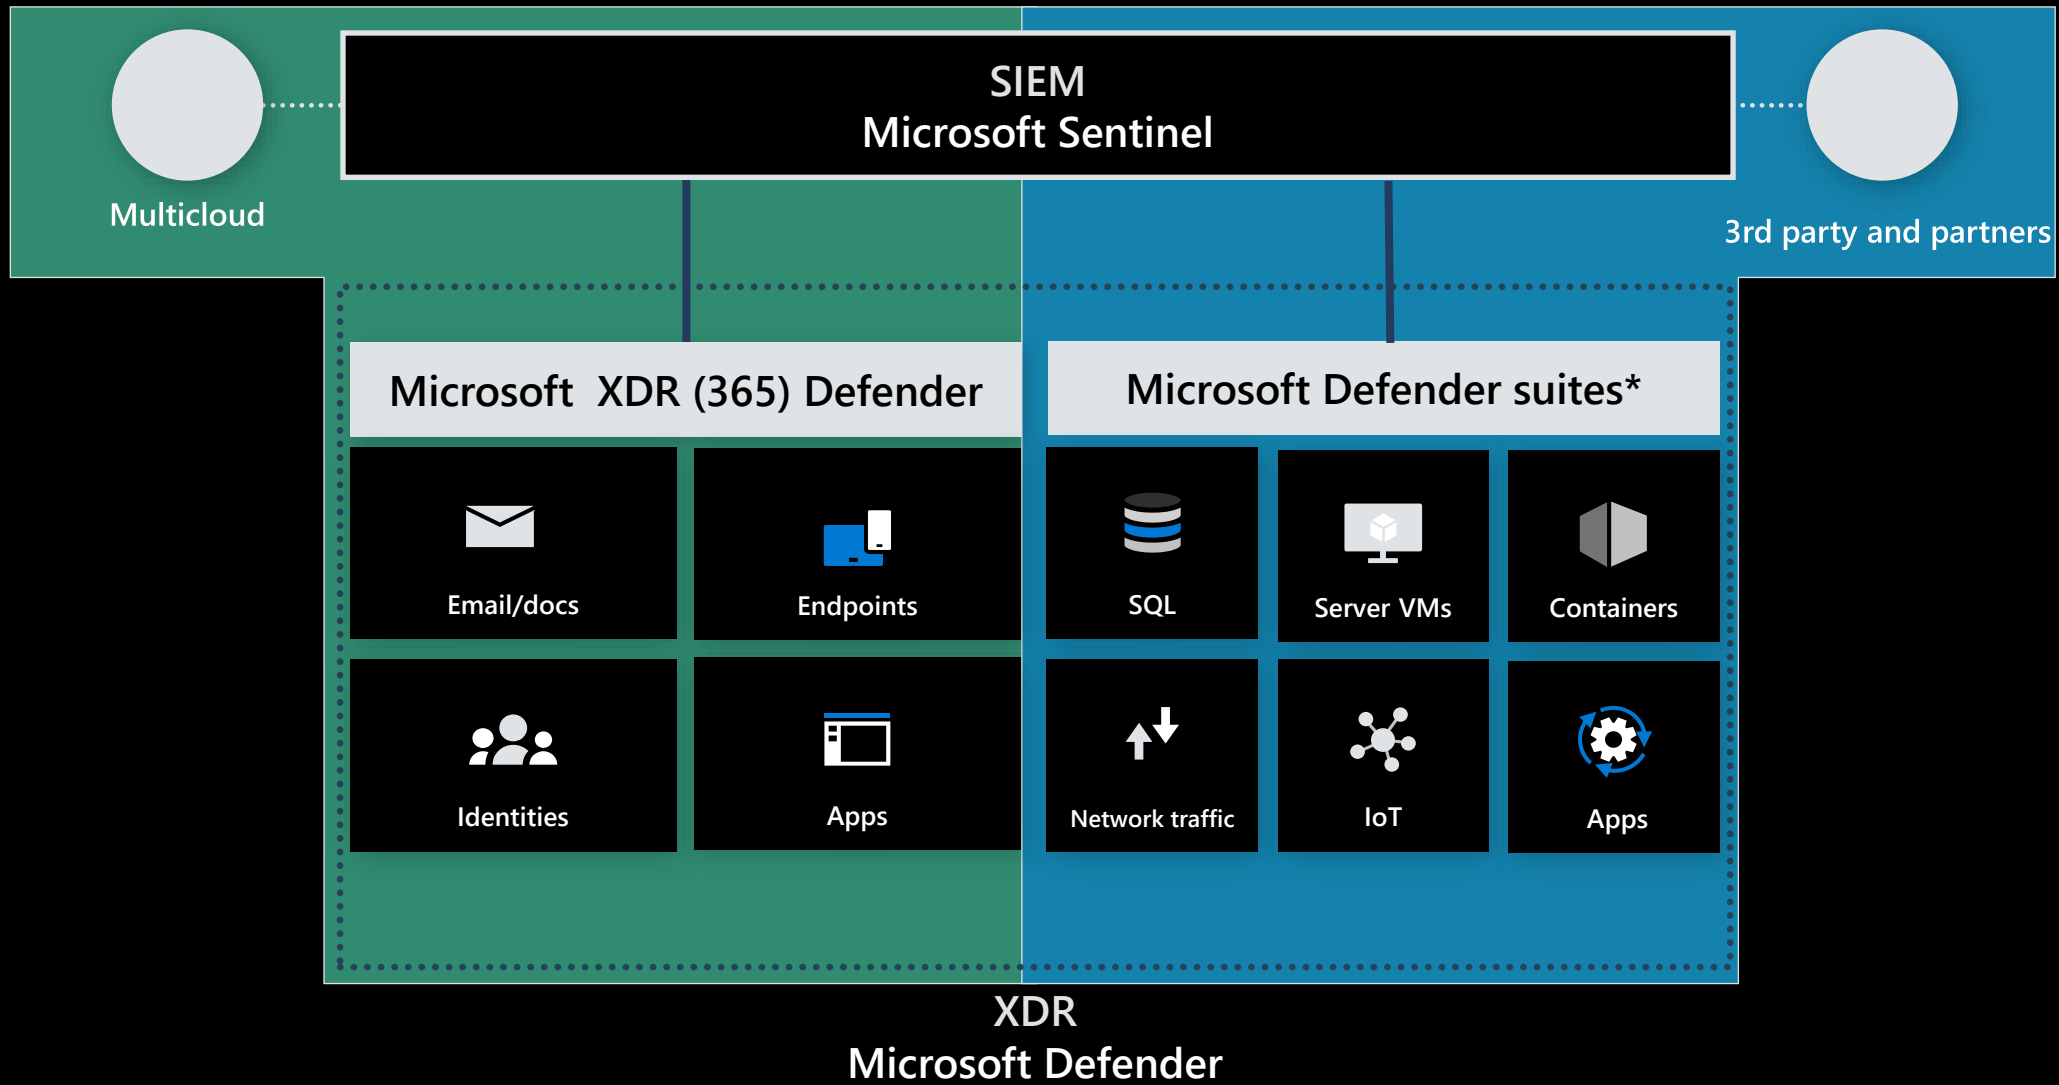 SIEM
Microsoft Sentinel
Multicloud
3rd party and partners
Microsoft XDR (365) Defender
Microsoft Defender suites*
Email/docs
Endpoints
SQL
Server VMs
Containers
Identities
Apps
Network traffic
IoT
Apps
XDR
Microsoft Defender